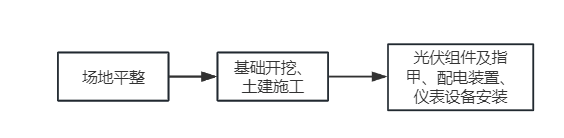 场地平整
基础开挖、
土建施工
光伏组件及指
甲、配电装置、
仪表设备安装